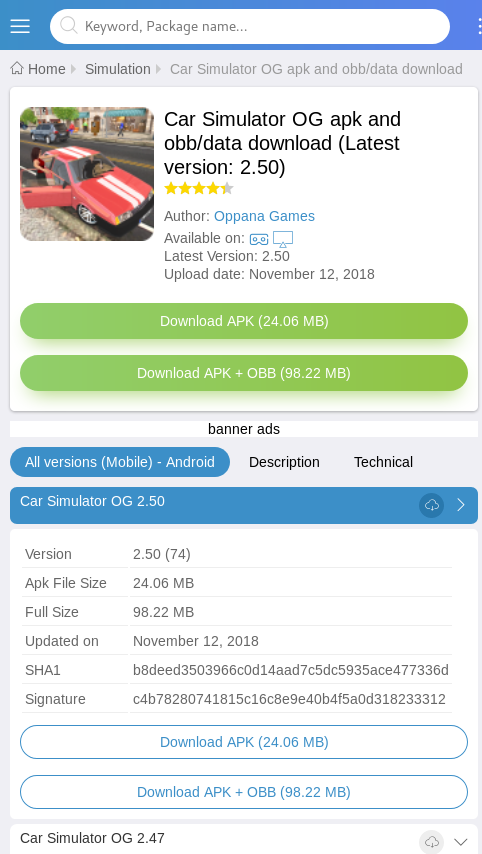 Keyword, Package name...
Home Simulation Car Simulator OG apk and obb/data download
Car Simulator OG apk and
obb/data download (Latest
version: 2.50)
Author: Oppana Games
Available on:
Latest Version: 2.50
Upload date: November 12, 2018
Download APK (24.06 MB)
Download APK + OBB (98.22 MB)
banner ads
All versions (Mobile) - Android Description Technical
Car Simulator OG 2.50
Version 2.50 (74)
Apk File Size 24.06 MB
Full Size 98.22 MB
Updated on November 12, 2018
SHA1 b8deed3503966c0d14aad7c5dc5935ace477336d
Signature c4b78280741815c16c8e9e40b4f5a0d318233312
Download APK (24.06 MB)
Download APK + OBB (98.22 MB)
Car Simulator OG 2.47